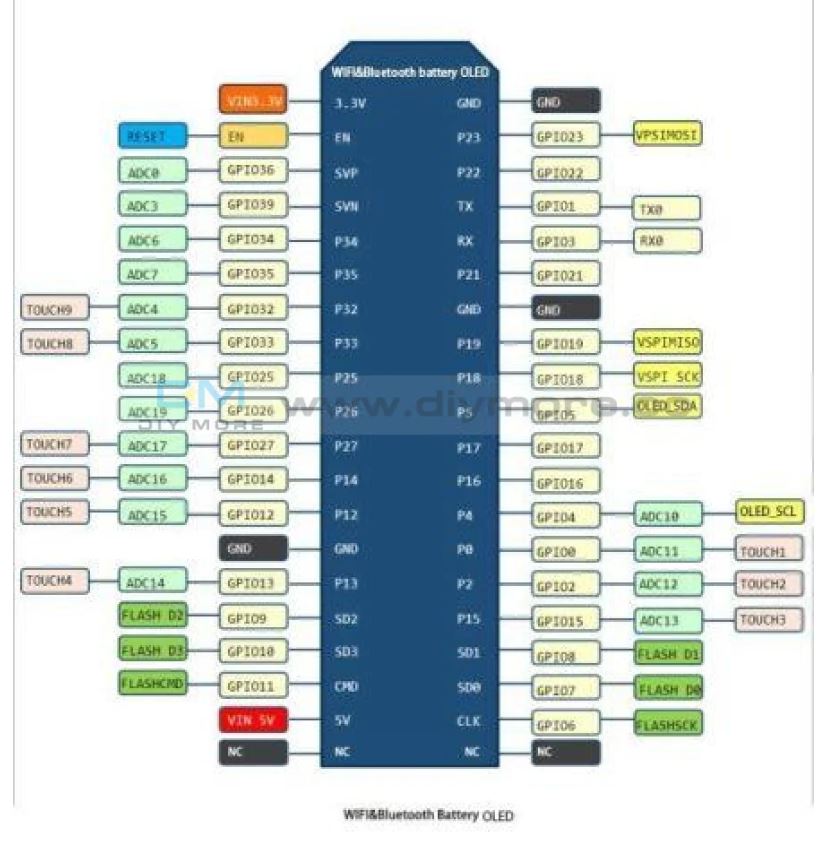 WIFI&Bluetooth battery OLED
VIN3.3V 3.3V GND GND
RESET EN EN P23 GPIO23 VPSIMOSI
ADC0 GPIO36 SVP P22 GPIO22
ADC3 GPIO39 SVN TX GPIO1 TX0
ADC6 GPIO34 P34 RX GPIO3 RX0
ADC7 GPIO35 P35 P21 GPIO21
TOUCH9 ADC4 GPIO32 P32 GND GND
TOUCH8 ADC5 GPIO33 P33 P19 GPIO19 VSPIMISO
ADC18 GPIO25 P25 P18 GPIO18 VSPI SCK
ADC19 GPIO26 P26 P5 GPIO5 OLED_SDA
DIY MORE www.diymore.
TOUCH7 ADC17 GPIO27 P27 P17 GPIO17
TOUCH6 ADC16 GPIO14 P14 P16 GPIO16
TOUCH5 ADC15 GPIO12 P12 P4 GPIO4 ADC10 OLED_SCL
GND GND P0 GPIO0 ADC11 TOUCH1
TOUCH4 ADC14 GPIO13 P13 P2 GPIO2 ADC12 TOUCH2
FLASH D2 GPIO9 SD2 P15 GPIO15 ADC13 TOUCH3
FLASH D3 GPIO10 SD3 SD1 GPIO8 FLASH D1
FLASHCMD GPIO11 CMD SD0 GPIO7 FLASH D0
VIN 5V 5V CLK GPIO6 FLASHSCK
NC NC NC NC
WIFI&Bluetooth Battery OLED